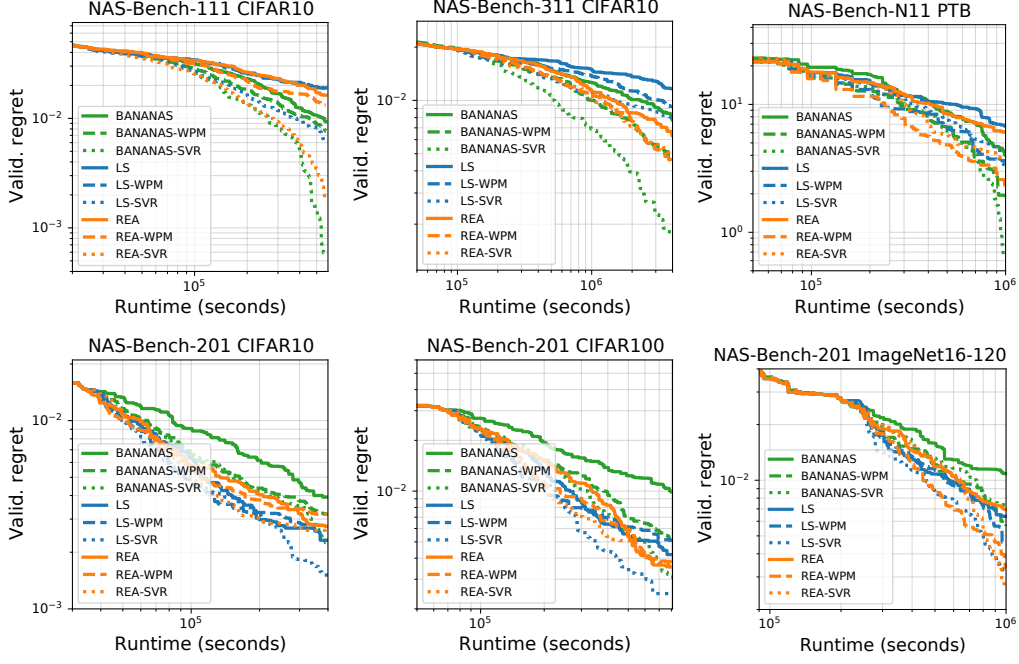 NAS-Bench-111 CIFAR10
Valid. regret
10⁻²
10⁻³
BANANAS
BANANAS-WPM
BANANAS-SVR
LS
LS-WPM
LS-SVR
REA
REA-WPM
REA-SVR
10⁵
Runtime (seconds)
NAS-Bench-311 CIFAR10
Valid. regret
10⁻²
BANANAS
BANANAS-WPM
BANANAS-SVR
LS
LS-WPM
LS-SVR
REA
REA-WPM
REA-SVR
10⁵ 10⁶
Runtime (seconds)
NAS-Bench-N11 PTB
Valid. regret
10¹
10⁰
BANANAS
BANANAS-WPM
BANANAS-SVR
LS
LS-WPM
LS-SVR
REA
REA-WPM
REA-SVR
10⁵ 10⁶
Runtime (seconds)
NAS-Bench-201 CIFAR10
Valid. regret
10⁻²
10⁻³
BANANAS
BANANAS-WPM
BANANAS-SVR
LS
LS-WPM
LS-SVR
REA
REA-WPM
REA-SVR
10⁵
Runtime (seconds)
NAS-Bench-201 CIFAR100
Valid. regret
10⁻²
BANANAS
BANANAS-WPM
BANANAS-SVR
LS
LS-WPM
LS-SVR
REA
REA-WPM
REA-SVR
10⁵
Runtime (seconds)
NAS-Bench-201 ImageNet16-120
Valid. regret
10⁻²
BANANAS
BANANAS-WPM
BANANAS-SVR
LS
LS-WPM
LS-SVR
REA
REA-WPM
REA-SVR
10⁵ 10⁶
Runtime (seconds)